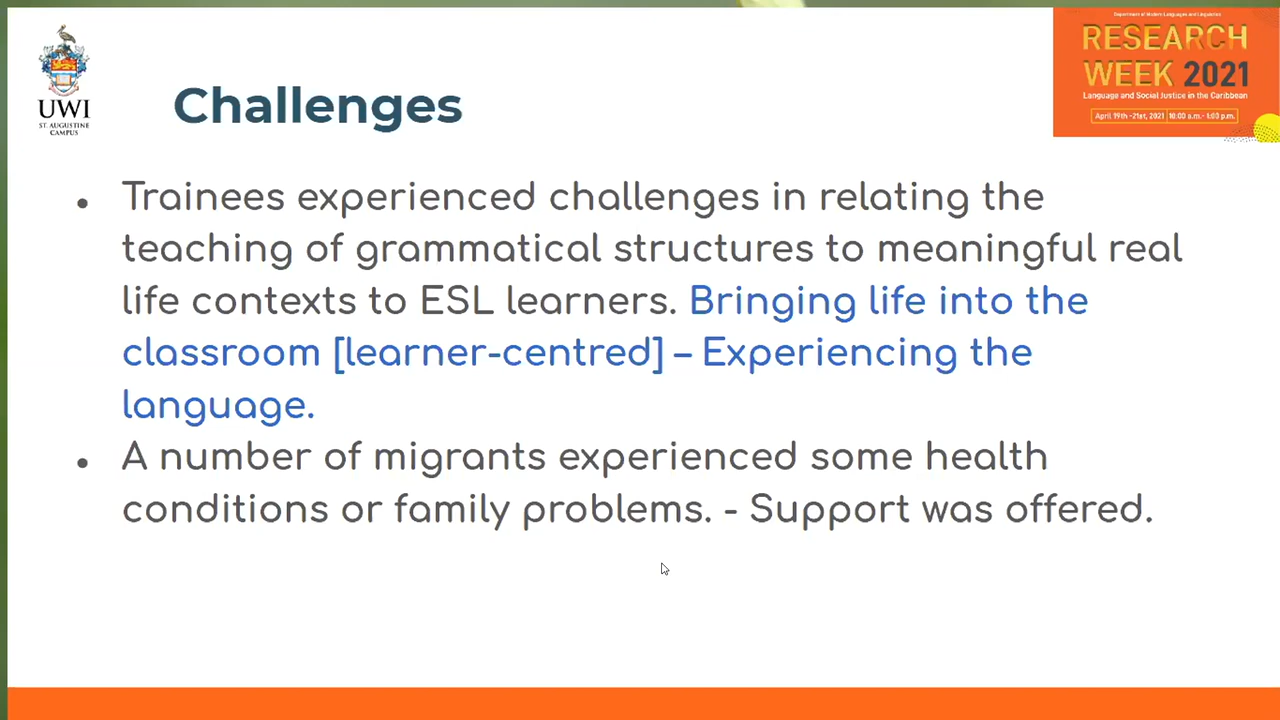 UWI
ST. AUGUSTINE
CAMPUS
Department of Modern Languages and Linguistics
RESEARCH
WEEK 2021
Language and Social Justice in the Caribbean
April 19th -21st, 2021 | 10:00 a.m.- 1:00 p.m.
Challenges
• Trainees experienced challenges in relating the
teaching of grammatical structures to meaningful real
life contexts to ESL learners. Bringing life into the
classroom [learner-centred] – Experiencing the
language.
• A number of migrants experienced some health
conditions or family problems. - Support was offered.